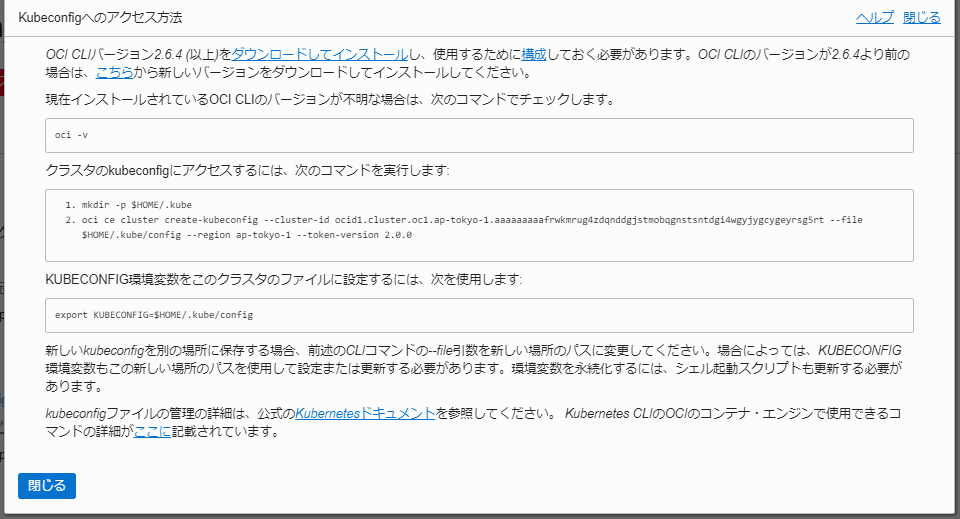 Kubeconfigへのアクセス方法
ヘルプ 閉じる
OCI CLIバージョン2.6.4 (以上)をダウンロードしてインストールし、使用するために構成しておく必要があります。OCI CLIのバージョンが2.6.4より前の
場合は、こちらから新しいバージョンをダウンロードしてインストールしてください。
現在インストールされているOCI CLIのバージョンが不明な場合は、次のコマンドでチェックします。
oci -v
クラスタのkubeconfigにアクセスするには、次のコマンドを実行します:
1. mkdir -p $HOME/.kube
2. oci ce cluster create-kubeconfig --cluster-id ocid1.cluster.oc1.ap-tokyo-1.aaaaaaaaafrwkmrug4zdqnddgjstmobqgnstsntdgi4wgyjygcygeyrsg5rt --file
$HOME/.kube/config --region ap-tokyo-1 --token-version 2.0.0
KUBECONFIG環境変数をこのクラスタのファイルに設定するには、次を使用します:
export KUBECONFIG=$HOME/.kube/config
新しいkubeconfigを別の場所に保存する場合、前述のCLIコマンドの--file引数を新しい場所のパスに変更してください。場合によっては、KUBECONFIG
環境変数もこの新しい場所のパスを使用して設定または更新する必要があります。環境変数を永続化するには、シェル起動スクリプトも更新する必要が
あります。
kubeconfigファイルの管理の詳細は、公式のKubernetesドキュメントを参照してください。 Kubernetes CLIのOCIのコンテナ・エンジンで使用できるコ
マンドの詳細がここに記載されています。
閉じる